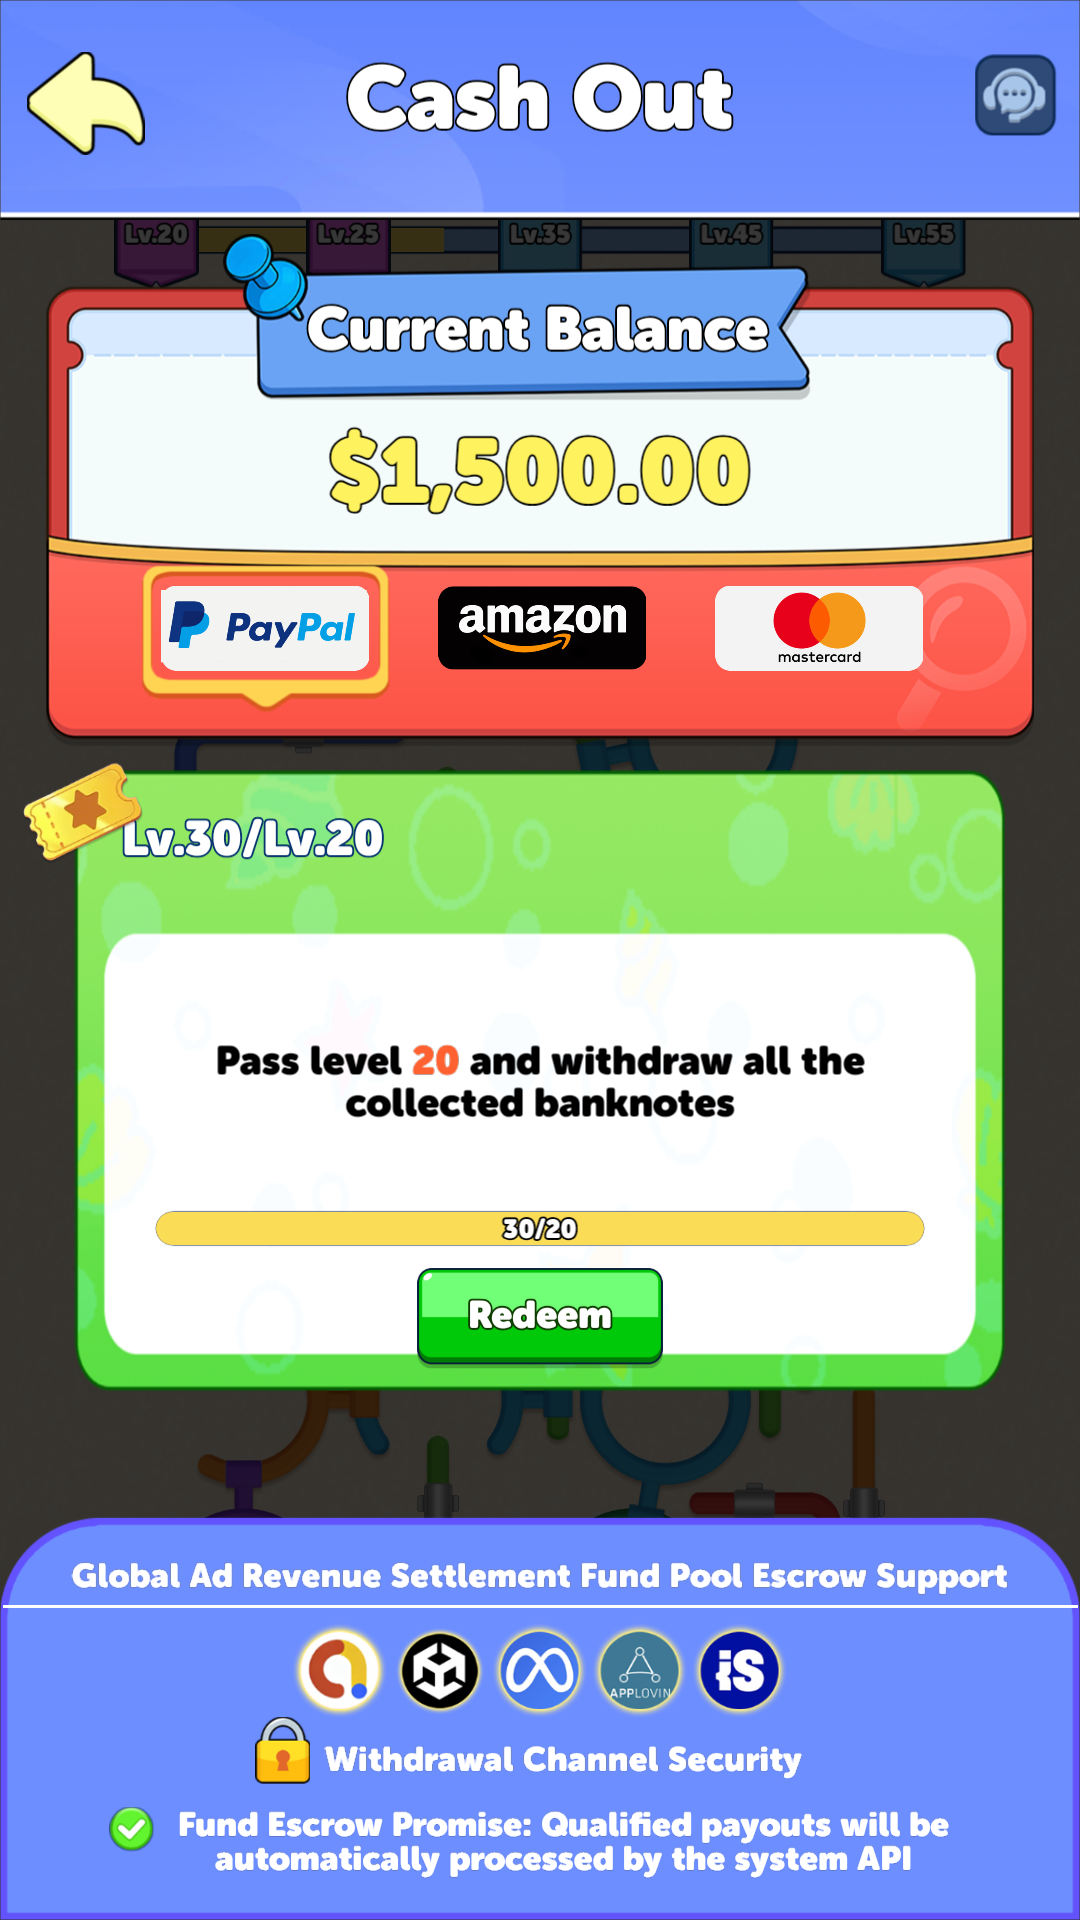 Cash Out
Lv.20 Lv.25 Lv.35 Lv.45 Lv.55
Current Balance
$1,500.00
PayPal amazon mastercard
Lv.30/Lv.20
Pass level 20 and withdraw all the
collected banknotes
30/20
Redeem
Global Ad Revenue Settlement Fund Pool Escrow Support
APPLOVIN iS
Withdrawal Channel Security
Fund Escrow Promise: Qualified payouts will be
automatically processed by the system API